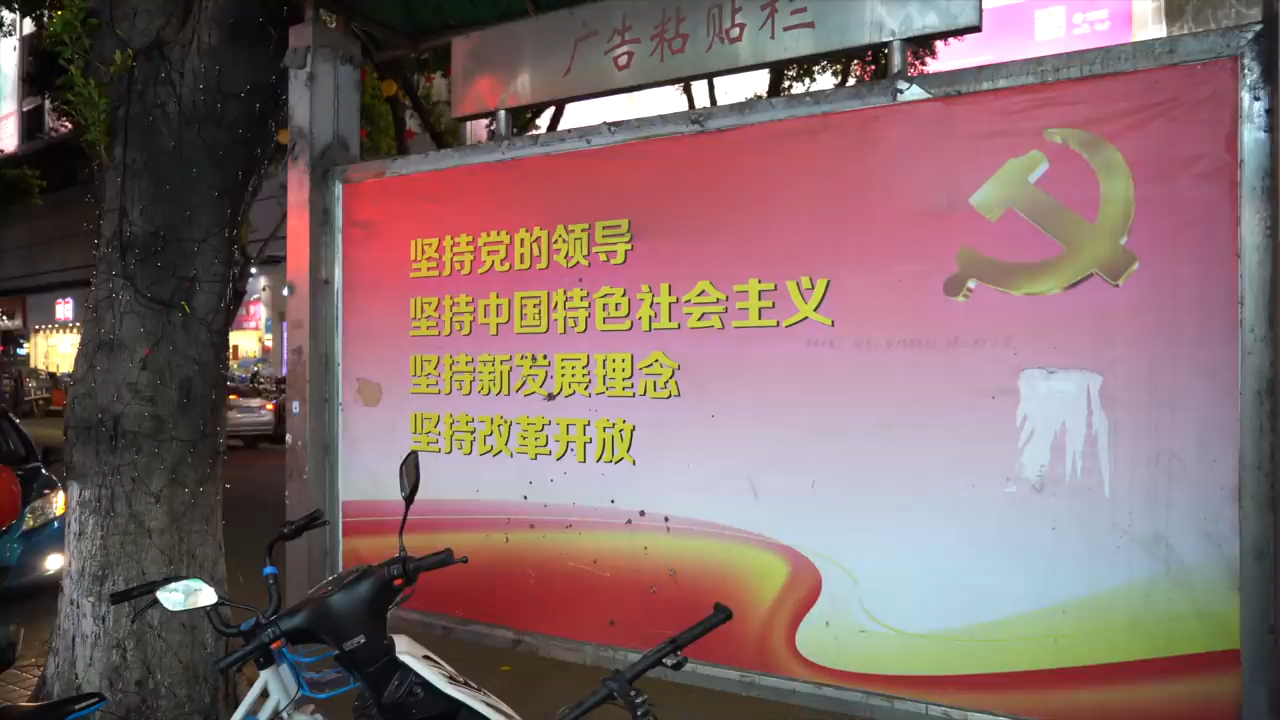 广告粘贴栏
坚持党的领导
坚持中国特色社会主义
坚持新发展理念
坚持改革开放